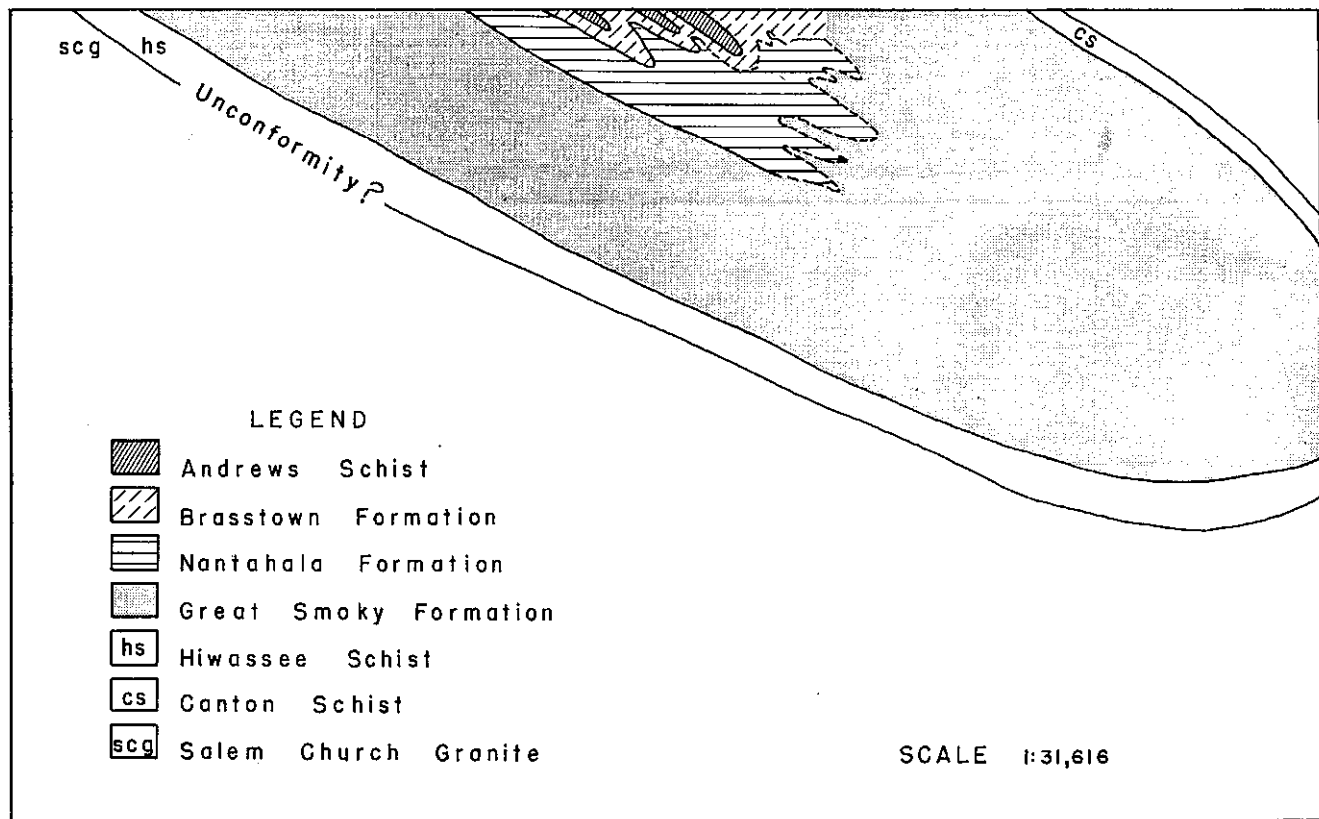 scg hs
cs
Unconformity?
LEGEND
Andrews Schist
Brasstown Formation
Nantahala Formation
Great Smoky Formation
hs Hiwassee Schist
cs Canton Schist
scg Salem Church Granite
SCALE 1:31,616